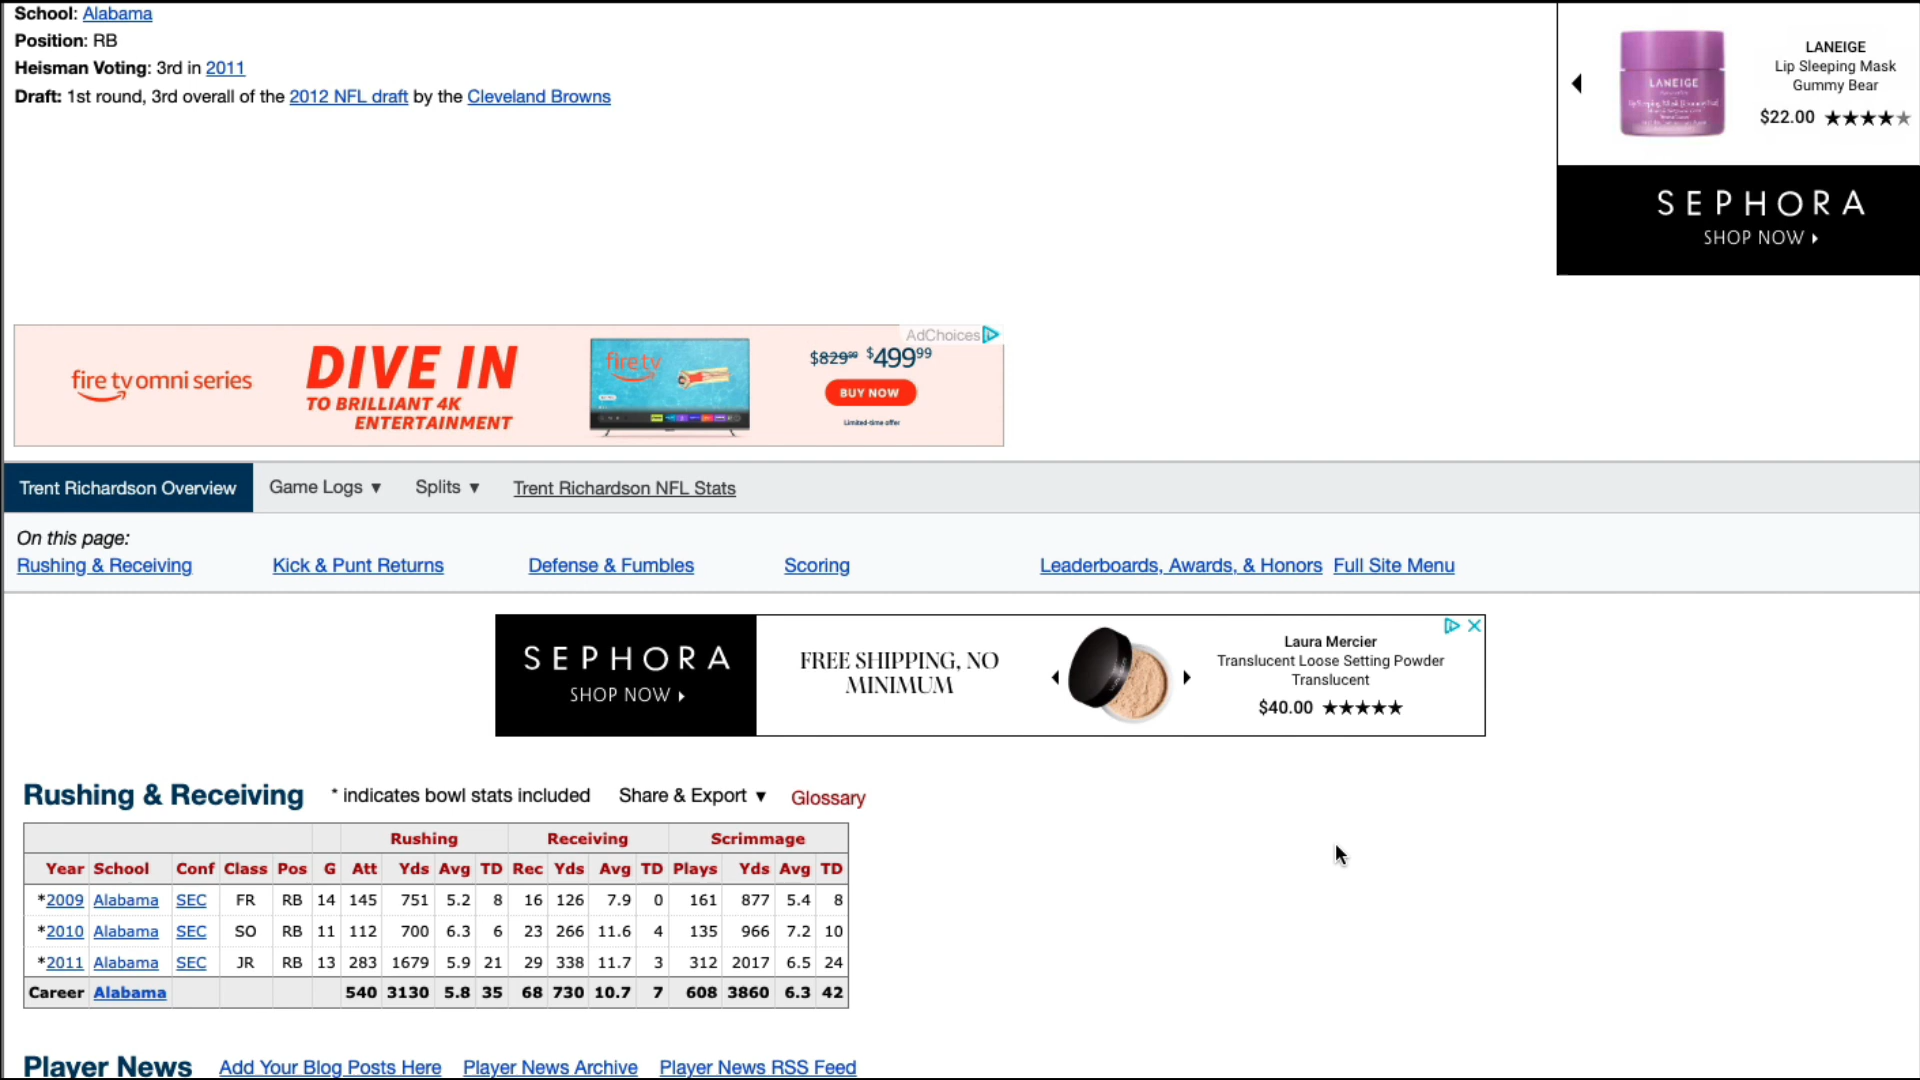 School: Alabama
Position: RB
Heisman Voting: 3rd in 2011
Draft: 1st round, 3rd overall of the 2012 NFL draft by the Cleveland Browns
LANEIGE
Lip Sleeping Mask
Gummy Bear
$22.00 ★★★★★
LANEIGE
SEPHORA
SHOP NOW
AdChoices
fire tv omni series
DIVE IN
TO BRILLIANT 4K
ENTERTAINMENT
fire tv
$829⁹⁹ $499⁹⁹
BUY NOW
Limited-time offer
Trent Richardson Overview Game Logs ▼ Splits ▼ Trent Richardson NFL Stats
On this page:
Rushing & Receiving Kick & Punt Returns Defense & Fumbles Scoring Leaderboards, Awards, & Honors Full Site Menu
SEPHORA
SHOP NOW
FREE SHIPPING, NO
MINIMUM
Laura Mercier
Translucent Loose Setting Powder
Translucent
$40.00 ★★★★★
Rushing & Receiving * indicates bowl stats included Share & Export ▼ Glossary
Rushing Receiving Scrimmage
Year School Conf Class Pos G Att Yds Avg TD Rec Yds Avg TD Plays Yds Avg TD
*2009 Alabama SEC FR RB 14 145 751 5.2 8 16 126 7.9 0 161 877 5.4 8
*2010 Alabama SEC SO RB 11 112 700 6.3 6 23 266 11.6 4 135 966 7.2 10
*2011 Alabama SEC JR RB 13 283 1679 5.9 21 29 338 11.7 3 312 2017 6.5 24
Career Alabama 540 3130 5.8 35 68 730 10.7 7 608 3860 6.3 42
Player News Add Your Blog Posts Here Player News Archive Player News RSS Feed